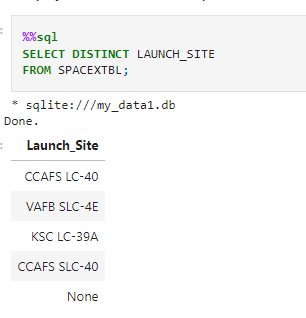 %%sql
SELECT DISTINCT LAUNCH_SITE
FROM SPACEXTBL;
* sqlite:///my_data1.db
Done.
Launch_Site
CCAFS LC-40
VAFB SLC-4E
KSC LC-39A
CCAFS SLC-40
None